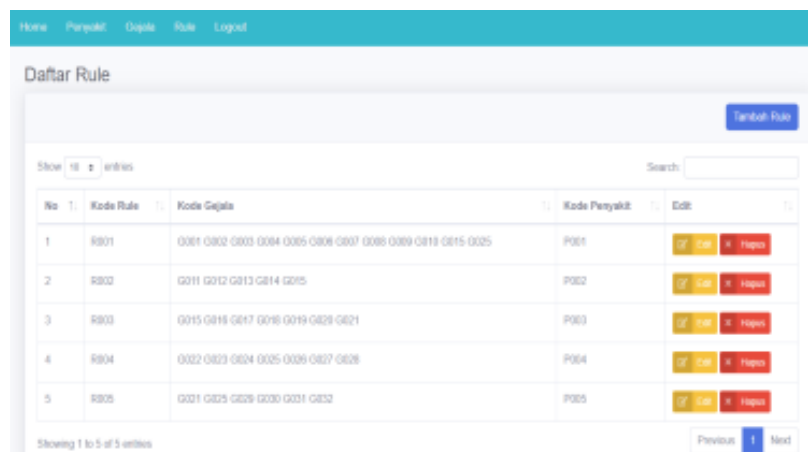 Home Penyakit Gejala Rule Logout
Daftar Rule
Tambah Rule
Show 10 entries Search:
No Kode Rule Kode Gejala Kode Penyakit Edit
1 R001 G001 G002 G003 G004 G005 G006 G007 G008 G009 G010 G015 G025 P001 Edit Hapus
2 R002 G011 G012 G013 G014 G015 P002 Edit Hapus
3 R003 G015 G016 G017 G018 G019 G020 G021 P003 Edit Hapus
4 R004 G022 G023 G024 G025 G026 G027 G028 P004 Edit Hapus
5 R005 G021 G025 G029 G030 G031 G032 P005 Edit Hapus
Showing 1 to 5 of 5 entries Previous 1 Next